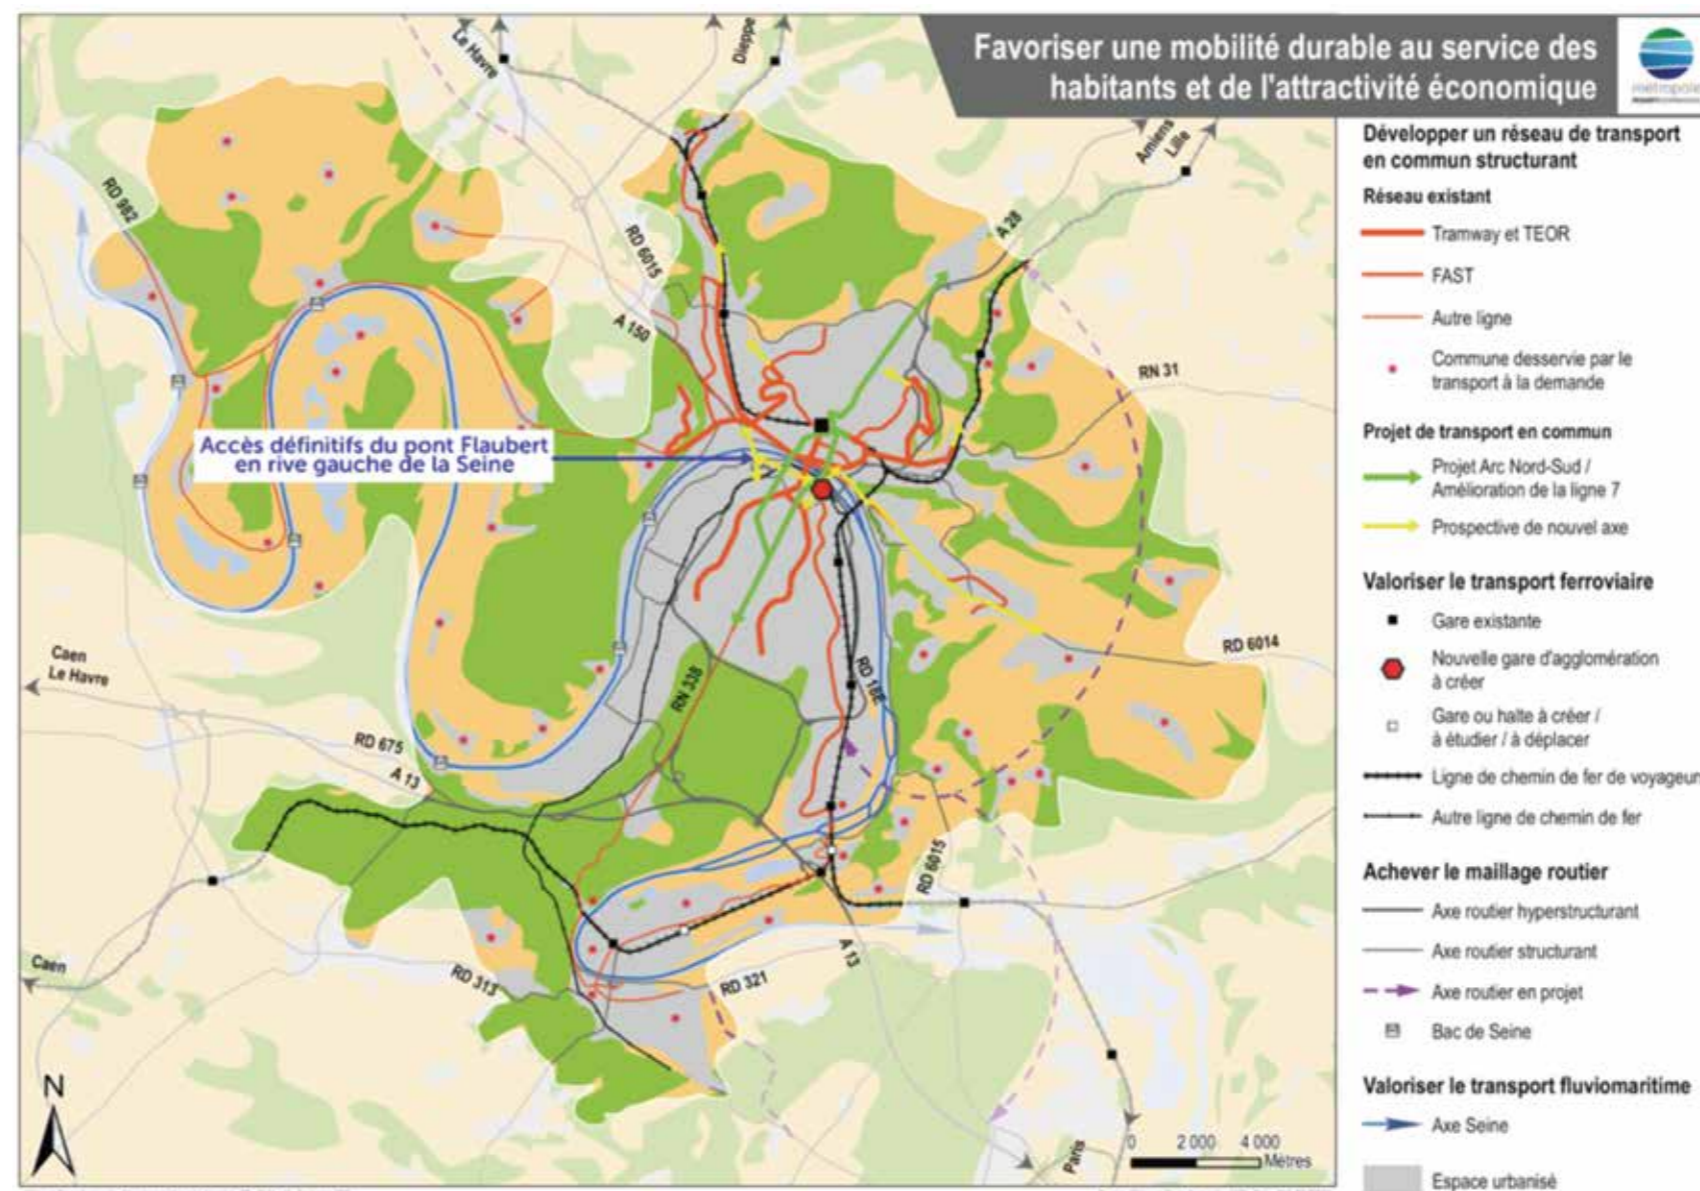 Favoriser une mobilité durable au service des
habitants et de l'attractivité économique
métropole
Le Havre
Dieppe
Amiens
Lille
RD 982
RD 6015
A 28
A 150
RN 31
Accès définitifs du pont Flaubert
en rive gauche de la Seine
Caen
Le Havre
RD 6014
RN 338
RD 18E
RD 675
A 13
RD 6015
Caen
RD 313
RD 321
A 13
Paris
N
0 2 000 4 000
Mètres
Développer un réseau de transport
en commun structurant
Réseau existant
Tramway et TEOR
FAST
Autre ligne
Commune desservie par le
transport à la demande
Projet de transport en commun
Projet Arc Nord-Sud /
Amélioration de la ligne 7
Prospective de nouvel axe
Valoriser le transport ferroviaire
Gare existante
Nouvelle gare d'agglomération
à créer
Gare ou halte à créer /
à étudier / à déplacer
Ligne de chemin de fer de voyageur
Autre ligne de chemin de fer
Achever le maillage routier
Axe routier hyperstructurant
Axe routier structurant
Axe routier en projet
Bac de Seine
Valoriser le transport fluviomaritime
Axe Seine
Espace urbanisé